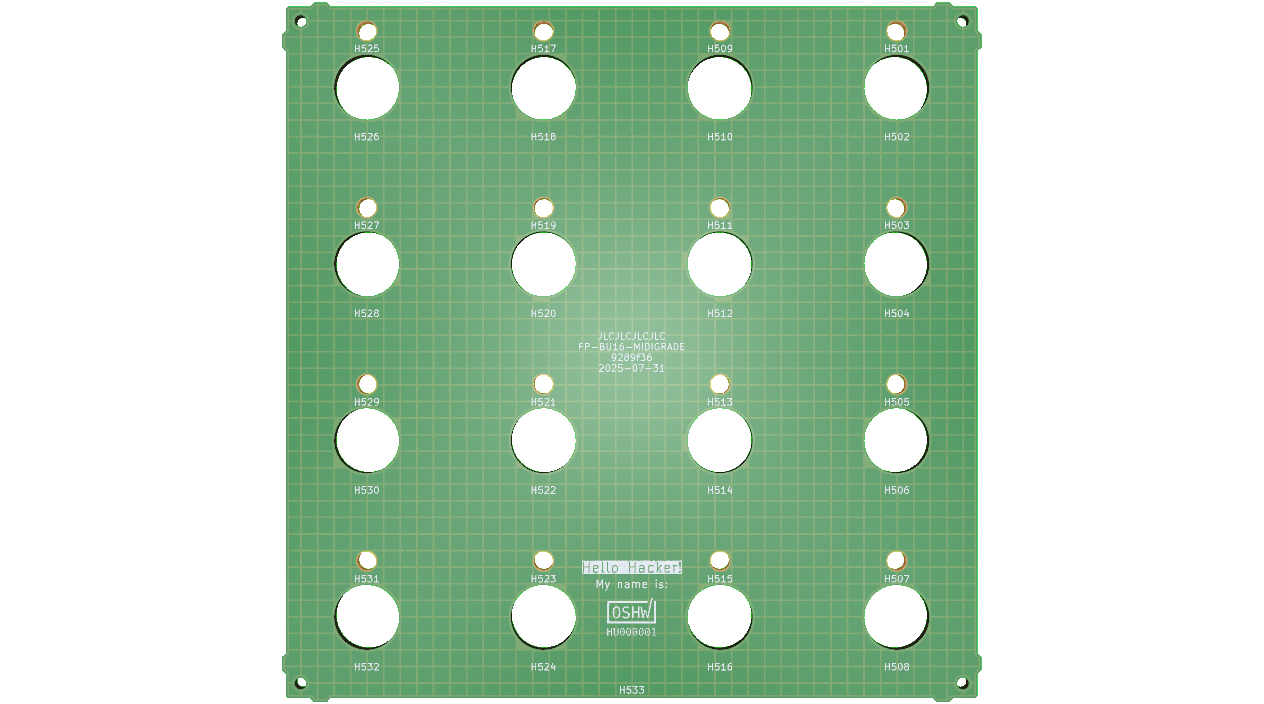 H525 H517 H509 H501
H526 H518 H510 H502
H527 H519 H511 H503
H528 H520 H512 H504
JLCJLCJLCJLC
FP-BU16-MIDIGRADE
9289f36
2025-07-31
H529 H521 H513 H505
H530 H522 H514 H506
Hello Hacker!
H531 H523 H515 H507
My name is:
OSHW
HU000001
H532 H524 H516 H508
H533